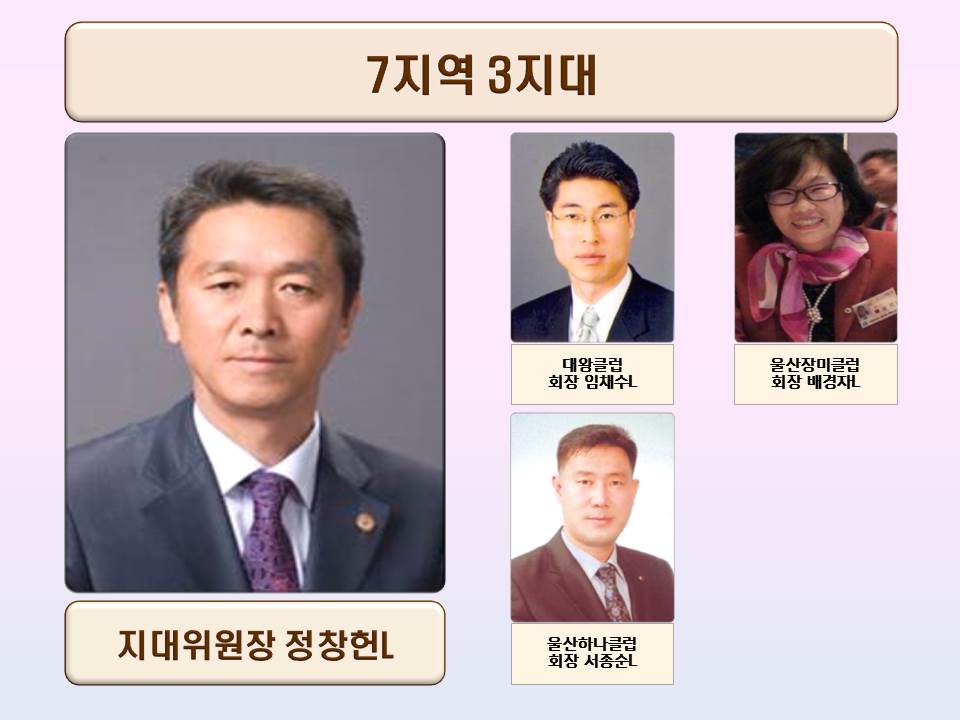 7지역 3지대
대왕클럽
회장 임채수L
울산장미클럽
회장 배경자L
울산하나클럽
회장 서종순L
지대위원장 정창헌L